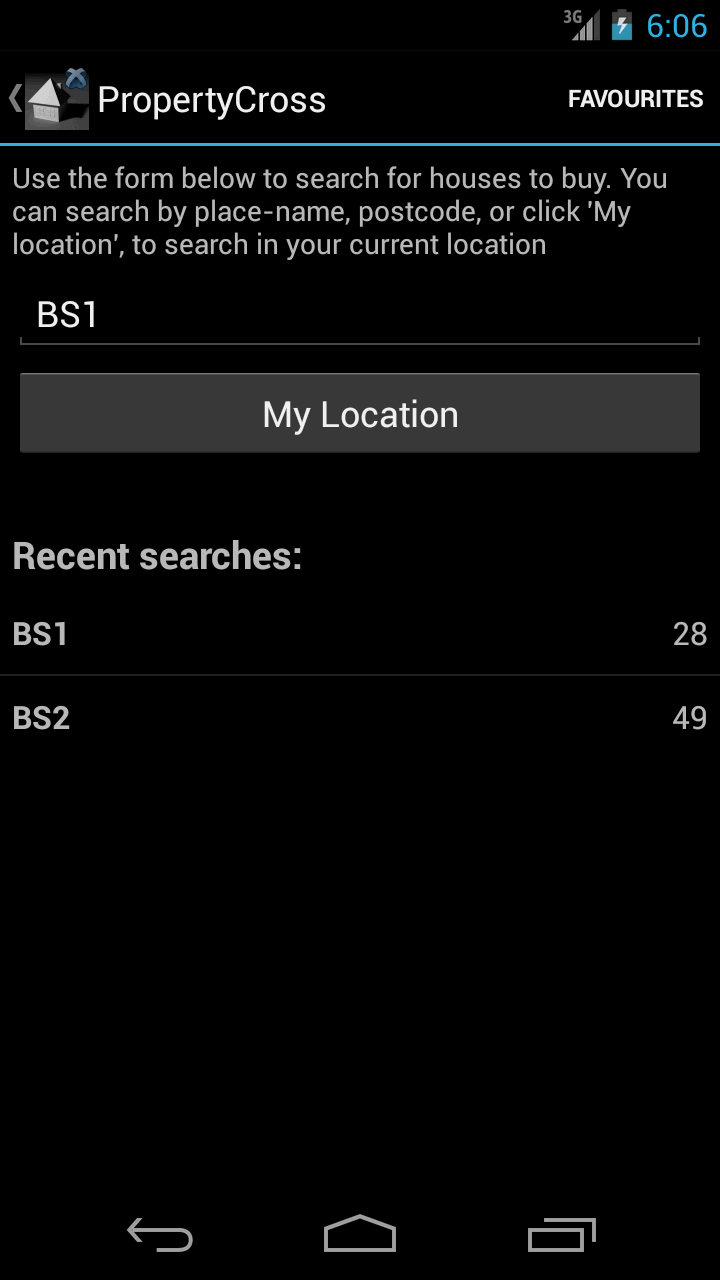 3G 6:06
PropertyCross FAVOURITES
Use the form below to search for houses to buy. You
can search by place-name, postcode, or click 'My
location', to search in your current location
BS1
My Location
Recent searches:
BS1 28
BS2 49